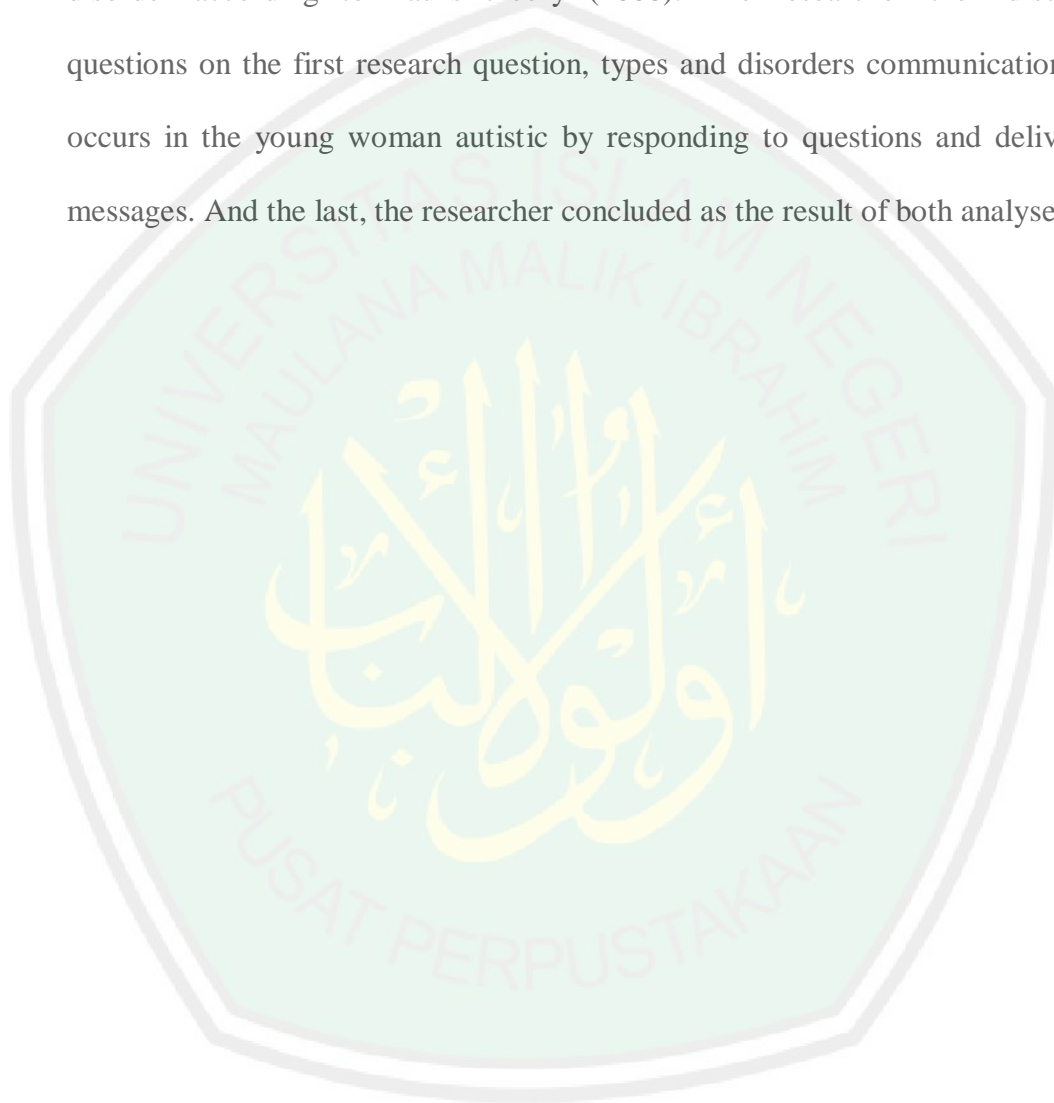 questions on the first research question, types and disorders communication
occurs in the young woman autistic by responding to questions and deliv
messages. And the last, the researcher concluded as the result of both analyse
UNIVERSITAS ISLAM NEGERI
MAULANA MALIK IBRAHIM
أولوا الألباب
PUSAT PERPUSTAKAAN